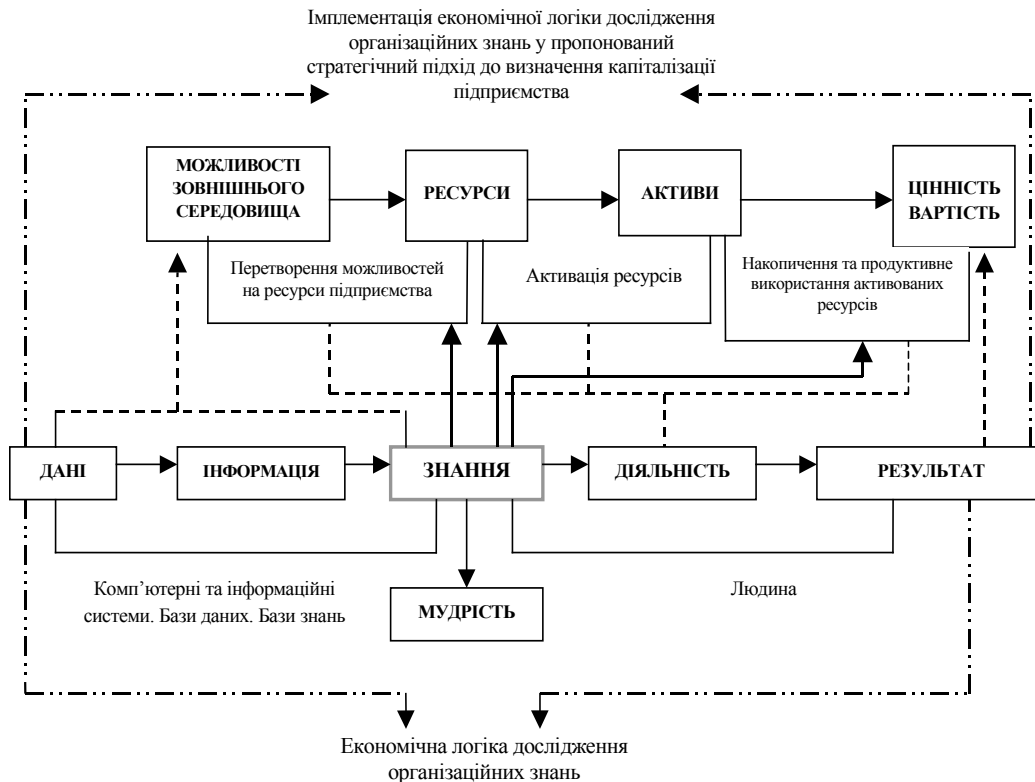 Імплементація економічної логіки дослідження
організаційних знань у пропонований
стратегічний підхід до визначення капіталізації
підприємства
МОЖЛИВОСТІ
ЗОВНІШНЬОГО
СЕРЕДОВИЩА
РЕСУРСИ
АКТИВИ
ЦІННІСТЬ
ВАРТІСТЬ
Перетворення можливостей
на ресурси підприємства
Активація ресурсів
Накопичення та продуктивне
використання активованих
ресурсів
ДАНІ
ІНФОРМАЦІЯ
ЗНАННЯ
ДІЯЛЬНІСТЬ
РЕЗУЛЬТАТ
Комп’ютерні та інформаційні
системи. Бази даних. Бази знань
Людина
МУДРІСТЬ
Економічна логіка дослідження
організаційних знань